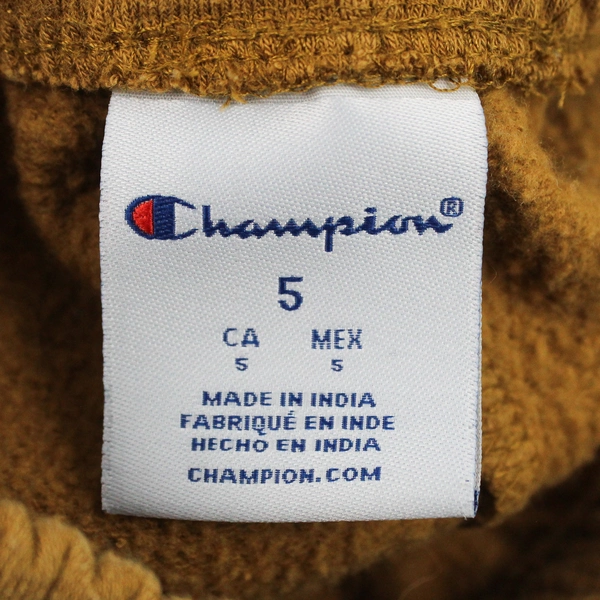 Champion®
5
CA MEX
5 5
MADE IN INDIA
FABRIQUÉ EN INDE
HECHO EN INDIA
CHAMPION.COM